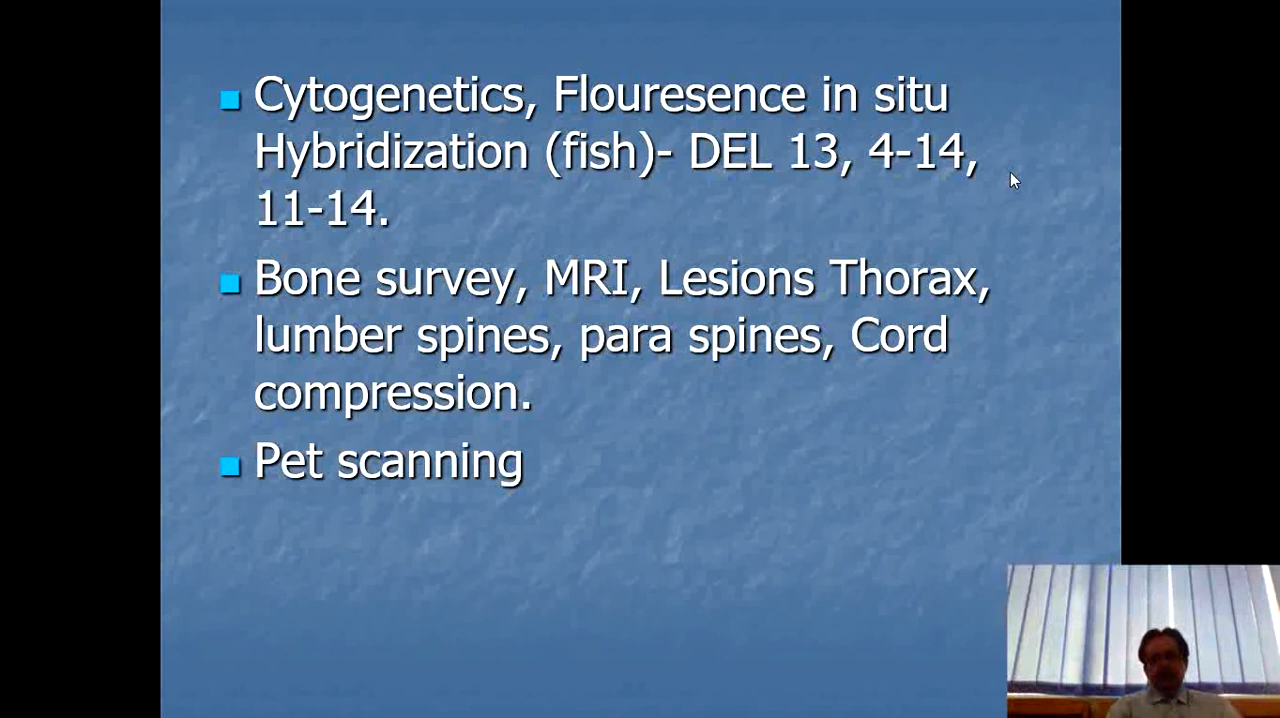 Cytogenetics, Flouresence in situ
Hybridization (fish)- DEL 13, 4-14,
11-14.
Bone survey, MRI, Lesions Thorax,
lumber spines, para spines, Cord
compression.
Pet scanning